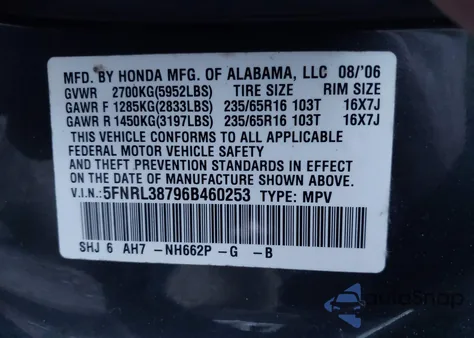 MFD. BY HONDA MFG. OF ALABAMA, LLC 08/'06
GVWR 2700KG(5952LBS) TIRE SIZE RIM SIZE
GAWR F 1285KG(2833LBS) 235/65R16 103T 16X7J
GAWR R 1450KG(3197LBS) 235/65R16 103T 16X7J
THIS VEHICLE CONFORMS TO ALL APPLICABLE
FEDERAL MOTOR VEHICLE SAFETY
AND THEFT PREVENTION STANDARDS IN EFFECT
ON THE DATE OF MANUFACTURE SHOWN ABOVE.
V.I.N.:5FNRL38796B460253 TYPE: MPV
SHJ 6 AH7 -NH662P -G -B
autoSnap